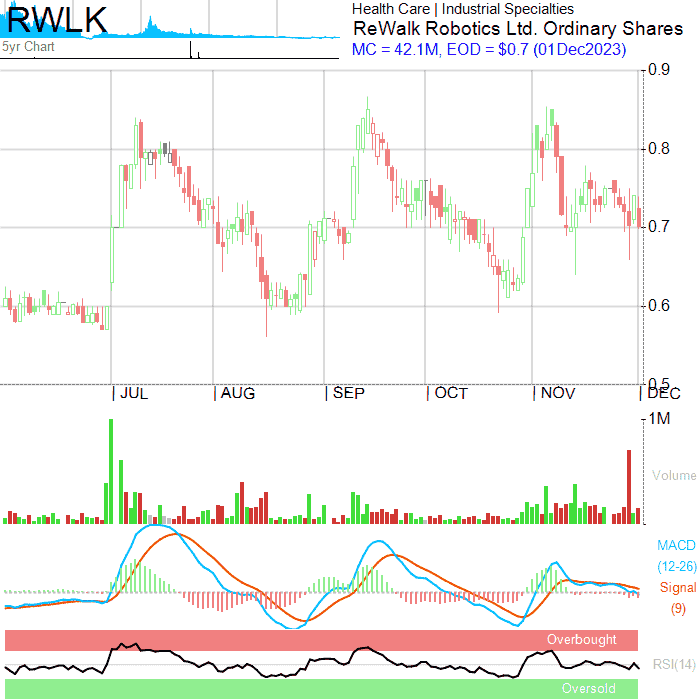 RWLK
5yr Chart
Health Care | Industrial Specialties
ReWalk Robotics Ltd. Ordinary Shares
MC = 42.1M, EOD = $0.7 (01Dec2023)
0.9
0.8
0.7
0.6
0.5
JUL
AUG
SEP
OCT
NOV
DEC
1M
Volume
MACD
(12-26)
Signal
(9)
Overbought
RSI(14)
Oversold